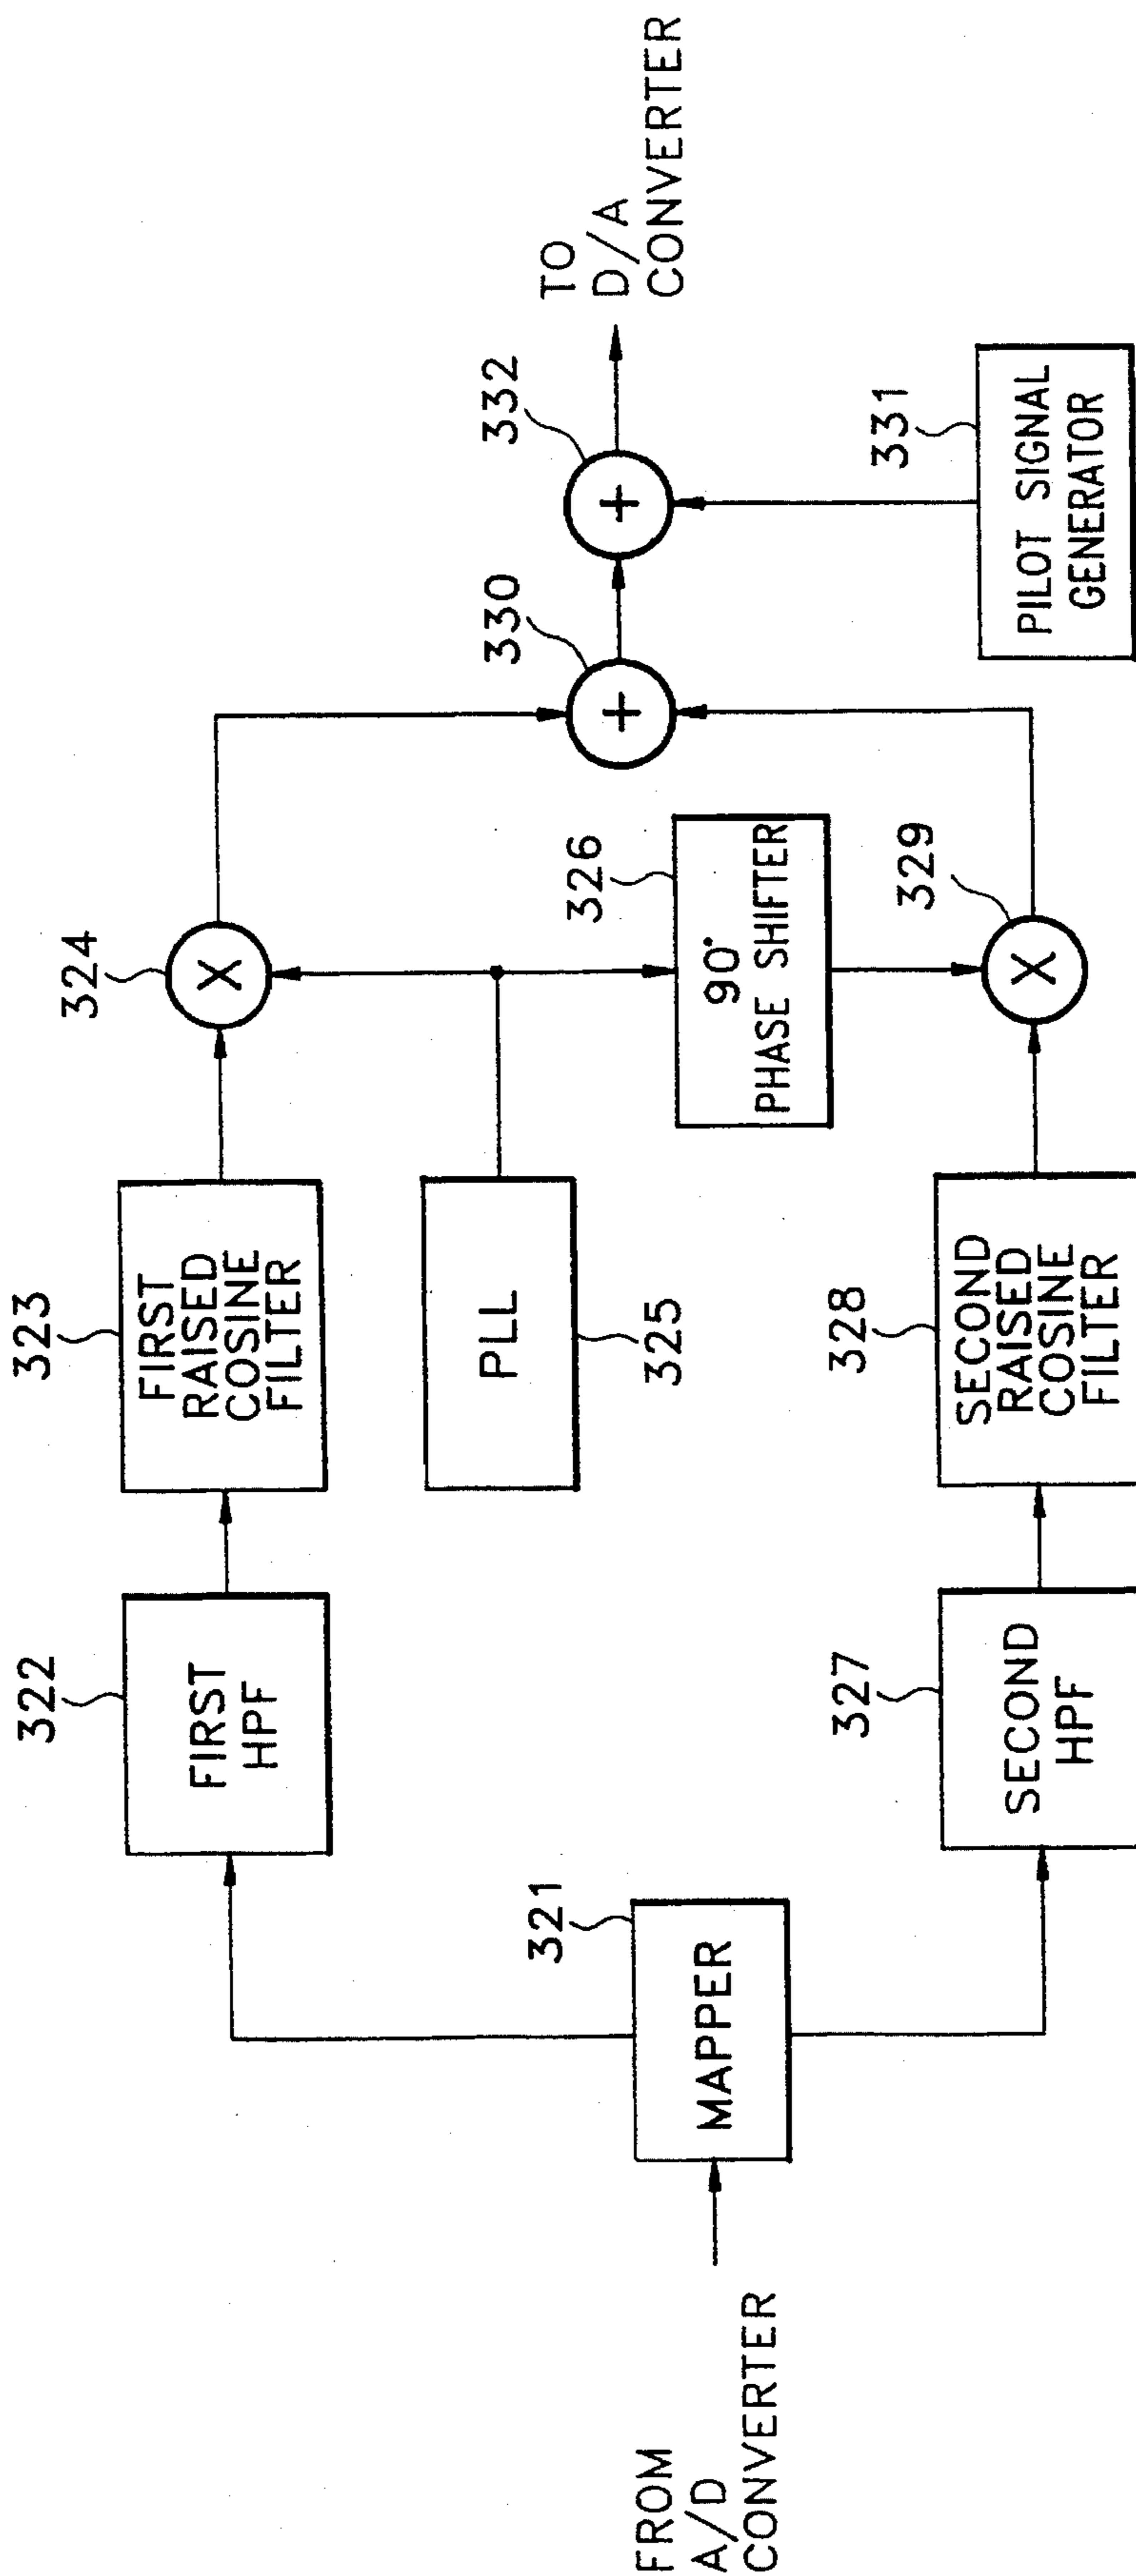 FROM
A/D
CONVERTER
321
MAPPER
322
FIRST
HPF
323
FIRST
RAISED
COSINE
FILTER
324
X
325
PLL
326
90°
PHASE SHIFTER
327
SECOND
HPF
328
SECOND
RAISED
COSINE
FILTER
329
X
330
+
332
+
331
PILOT SIGNAL
GENERATOR
TO
D/A
CONVERTER